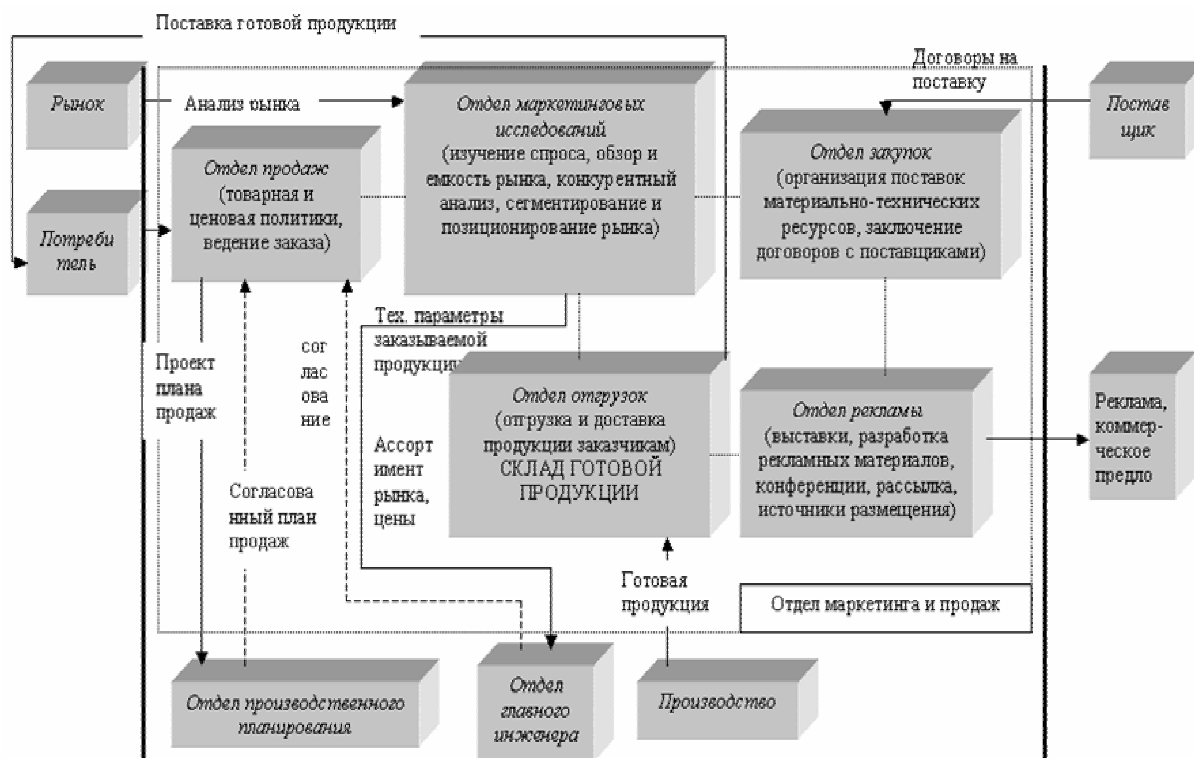 Поставка готовой продукции
Рынок
Анализ рынка
Отдел маркетинговых
исследований
(изучение спроса, обзор и
емкость рынка, конкурентный
анализ, сегментирование и
позиционирование рынка)
Договоры на
поставку
Постав
щик
Отдел продаж
(товарная и
ценовая политики,
ведение заказа)
Отдел закупок
(организация поставок
материально-технических
ресурсов, заключение
договоров с поставщиками)
Потреби
тель
Проект
плана
продаж
сог
лас
ова
ние
Тех. параметры
заказываемой
продукции
Ассорт
имент
рынка,
цены
Отдел отгрузок
(отгрузка и доставка
продукции заказчикам)
СКЛАД ГОТОВОЙ
ПРОДУКЦИИ
Отдел рекламы
(выставки, разработка
рекламных материалов,
конференции, рассылка,
источники размещения)
Реклама,
коммер-
ческое
предло
Согласова
нный план
продаж
Готовая
продукция
Отдел маркетинга и продаж
Отдел производственного
планирования
Отдел
главного
инженера
Производство